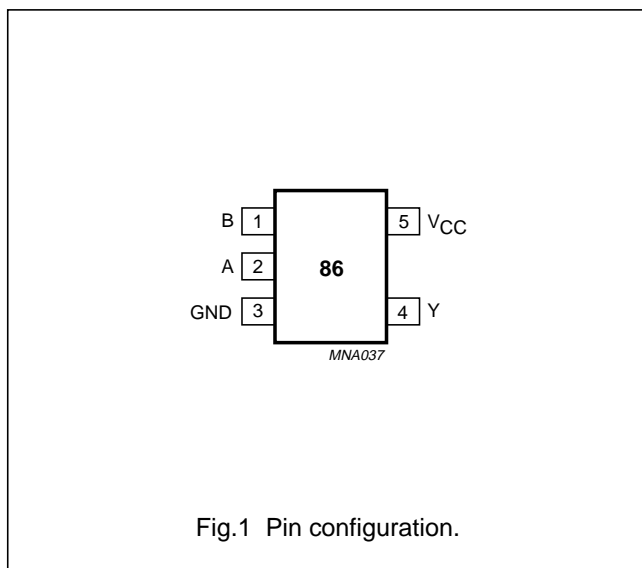 B 1 5 VCC
A 2 86
GND 3 4 Y
MNA037
Fig.1 Pin configuration.